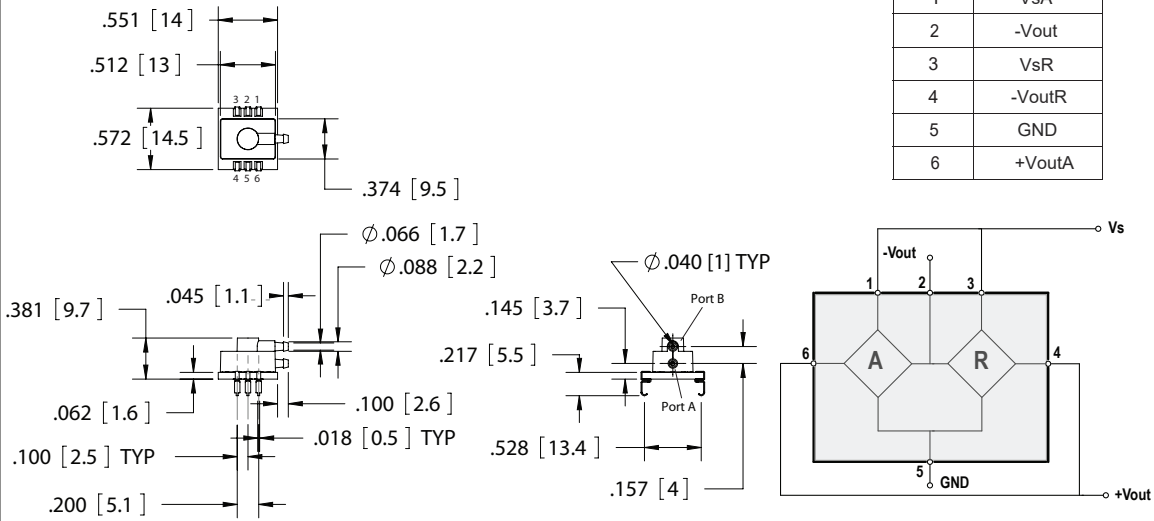 .551 [14]
.512 [13]
3 2 1
.572 [14.5]
4 5 6
.374 [9.5]
1 VsA
2 -Vout
3 VsR
4 -VoutR
5 GND
6 +VoutA
Ø.066 [1.7]
Ø.088 [2.2]
.045 [1.1]
.381 [9.7]
.062 [1.6]
.100 [2.6]
.018 [0.5] TYP
.100 [2.5] TYP
.200 [5.1]
Ø.040 [1] TYP
Port B
.145 [3.7]
.217 [5.5]
Port A
.528 [13.4]
.157 [4]
Vs
-Vout
1 2 3
6 A R 4
5 GND
+Vout